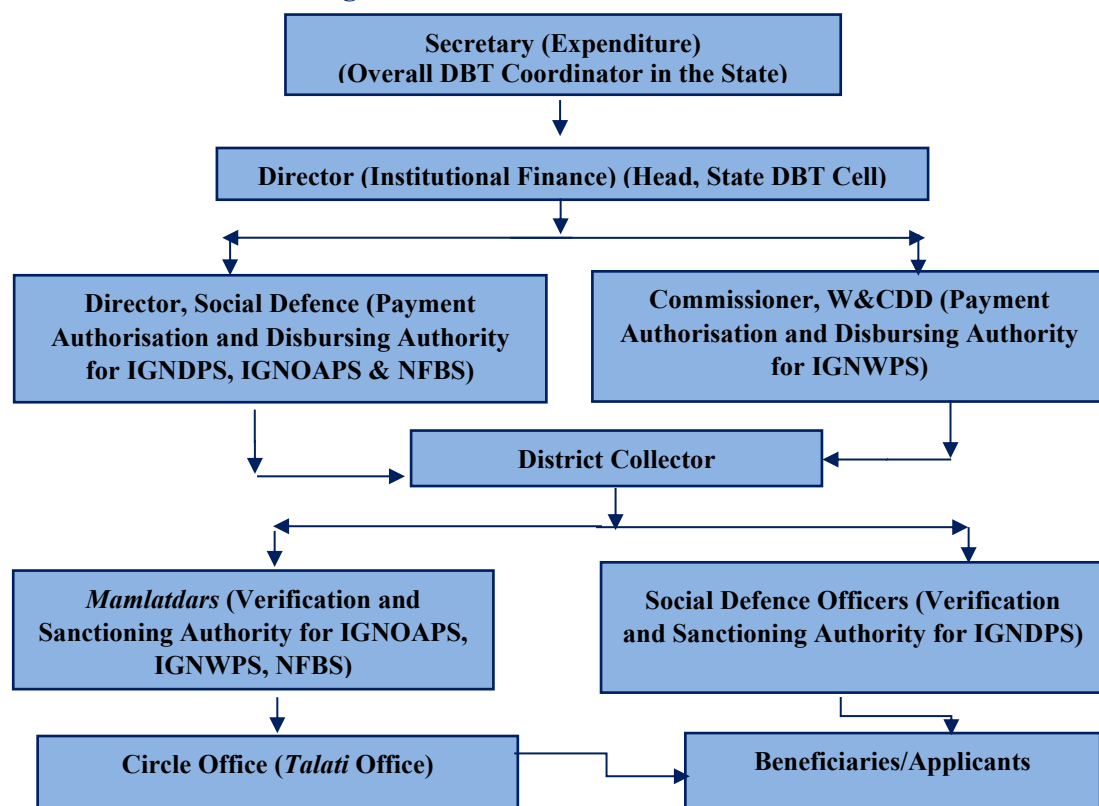 Secretary (Expenditure)
(Overall DBT Coordinator in the State)
Director (Institutional Finance) (Head, State DBT Cell)
Director, Social Defence (Payment
Authorisation and Disbursing Authority
for IGNDPS, IGNOAPS & NFBS)
Commissioner, W&CDD (Payment
Authorisation and Disbursing Authority
for IGNWPS)
District Collector
Mamlatdars (Verification and
Sanctioning Authority for IGNOAPS,
IGNWPS, NFBS)
Social Defence Officers (Verification
and Sanctioning Authority for IGNDPS)
Circle Office (Talati Office)
Beneficiaries/Applicants